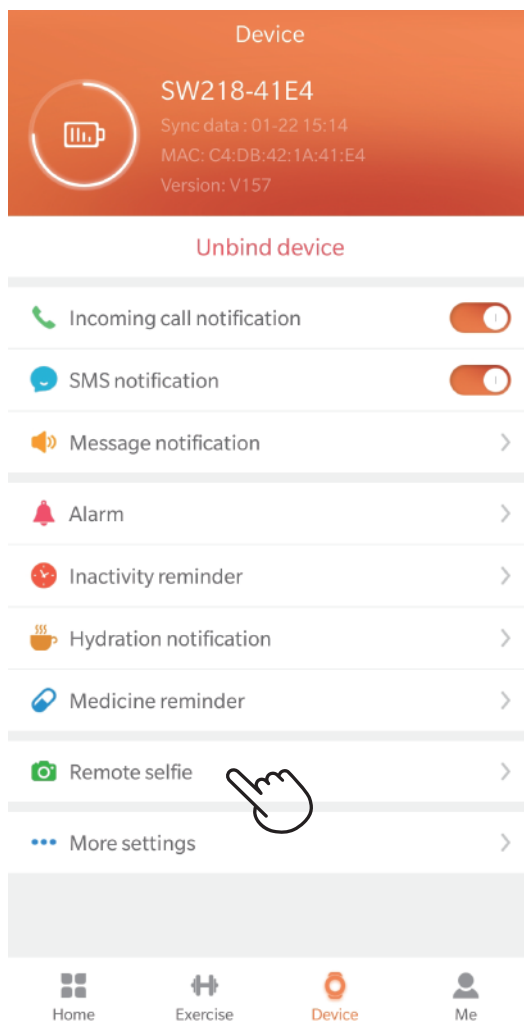 Device
SW218-41E4
Sync data : 01-22 15:14
MAC: C4:DB:42:1A:41:E4
Version: V157
Unbind device
Incoming call notification
SMS notification
Message notification
Alarm
Inactivity reminder
Hydration notification
Medicine reminder
Remote selfie
More settings
Home Exercise Device Me